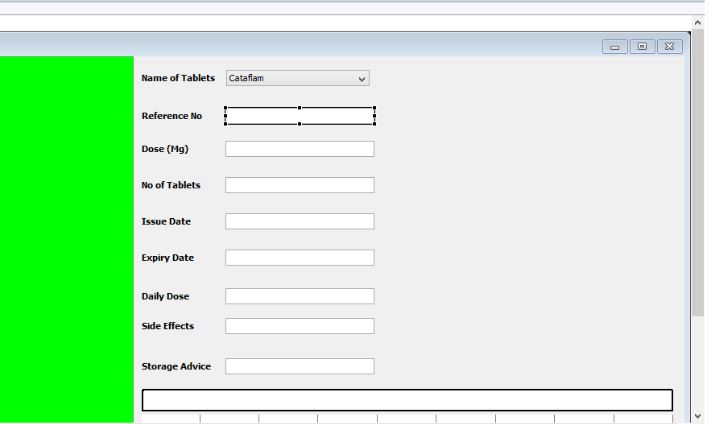 Name of Tablets Cataflam
Reference No
Dose (Mg)
No of Tablets
Issue Date
Expiry Date
Daily Dose
Side Effects
Storage Advice